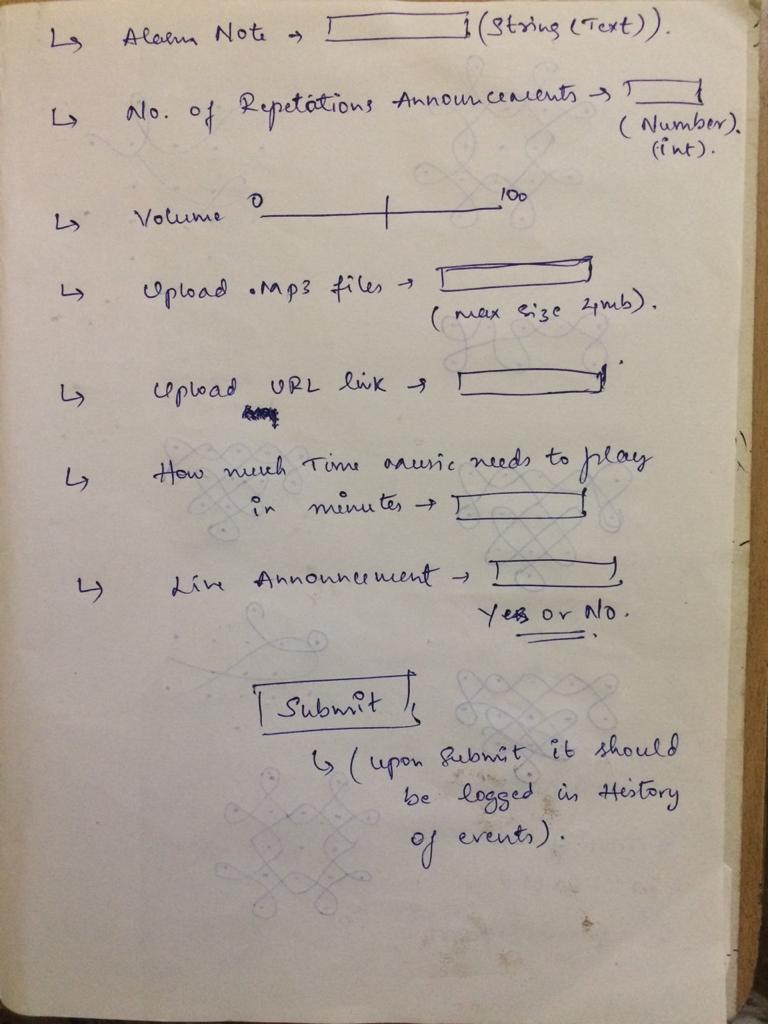 ↳ Alarm Note → (String (Text)).
↳ No. of Repetations Announcements →
(Number).
(int).
↳ Volume 0 100
↳ Upload .Mp3 files →
(max size 4mb).
↳ Upload URL link →
↳ How much Time music needs to play
in minutes →
↳ Live Announcement →
Yes or No.
Submit
↳ (upon Submit it should
be logged in History
of events).